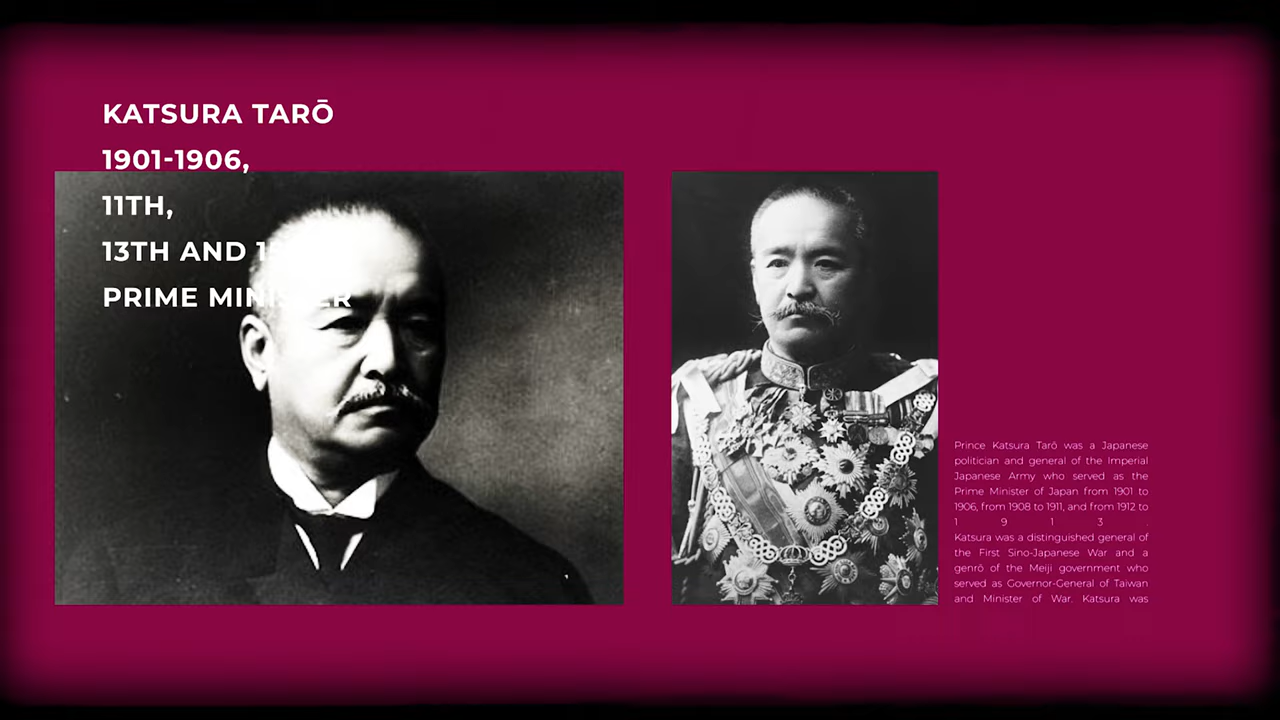 KATSURA TARŌ
1901-1906,
11TH,
13TH AND
PRIME MINISTER
Prince Katsura Tarō was a Japanese
politician and general of the Imperial
Japanese Army who served as the
Prime Minister of Japan from 1901 to
1906, from 1908 to 1911, and from 1912 to
1 9 1 3 .
Katsura was a distinguished general of
the First Sino-Japanese War and a
genrō of the Meiji government who
served as Governor-General of Taiwan
and Minister of War. Katsura was